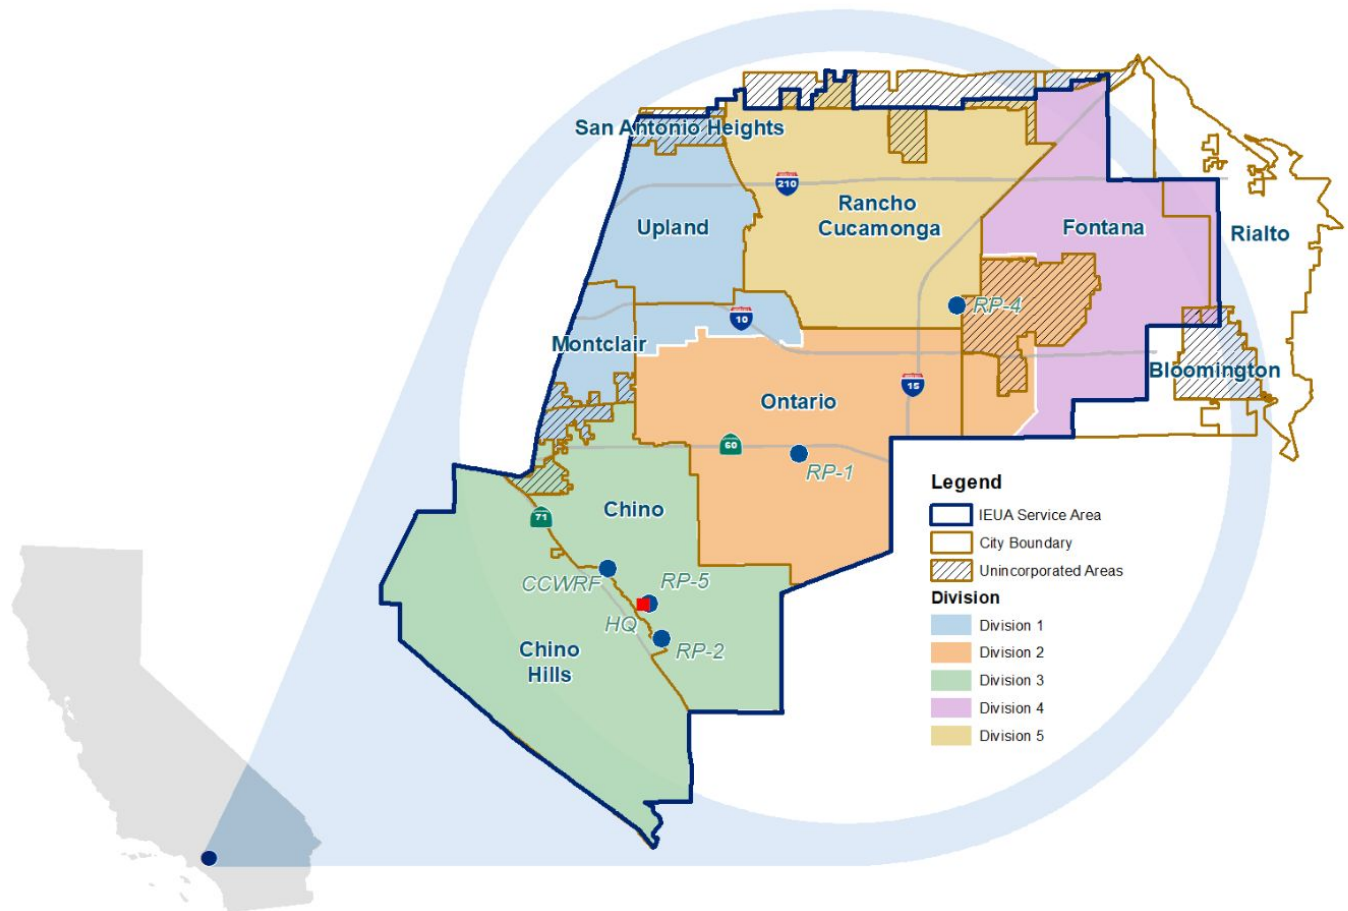 San Antonio Heights
210
Upland
Rancho
Cucamonga
Fontana
Rialto
RP-4
10
Montclair
Bloomington
15
Ontario
60
RP-1
Chino
71
CCWRF
RP-5
HQ
RP-2
Chino
Hills
Legend
IEUA Service Area
City Boundary
Unincorporated Areas
Division
Division 1
Division 2
Division 3
Division 4
Division 5